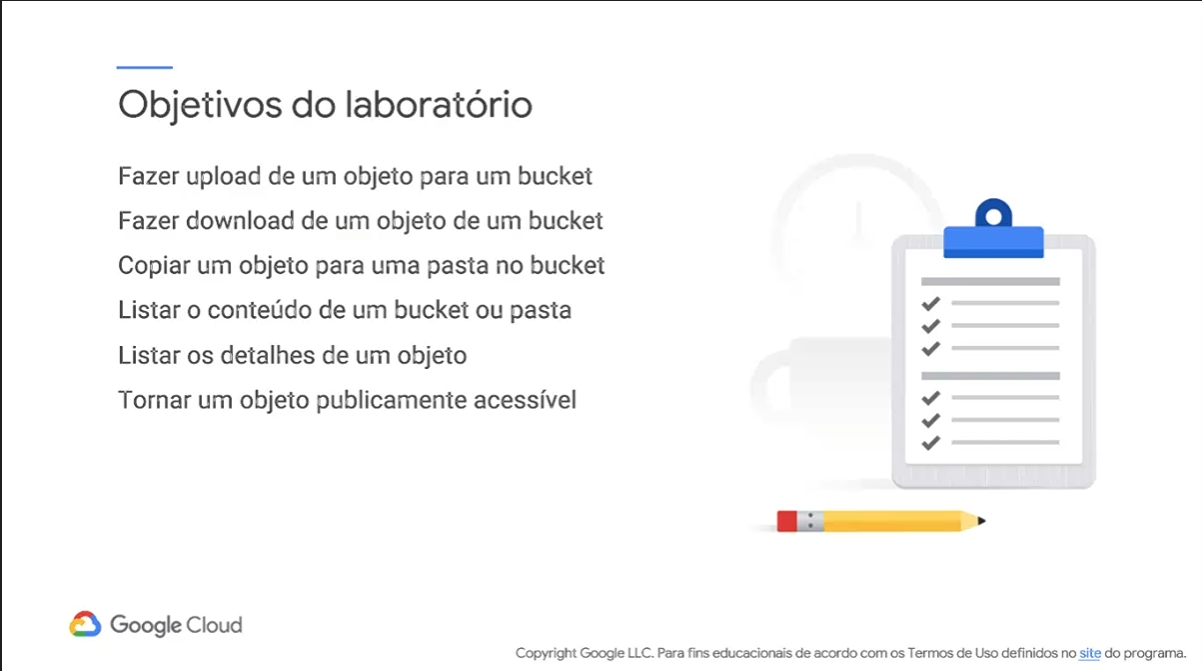 Objetivos do laboratório
Fazer upload de um objeto para um bucket
Fazer download de um objeto de um bucket
Copiar um objeto para uma pasta no bucket
Listar o conteúdo de um bucket ou pasta
Listar os detalhes de um objeto
Tornar um objeto publicamente acessível
Google Cloud
Copyright Google LLC. Para fins educacionais de acordo com os Termos de Uso definidos no site do programa.